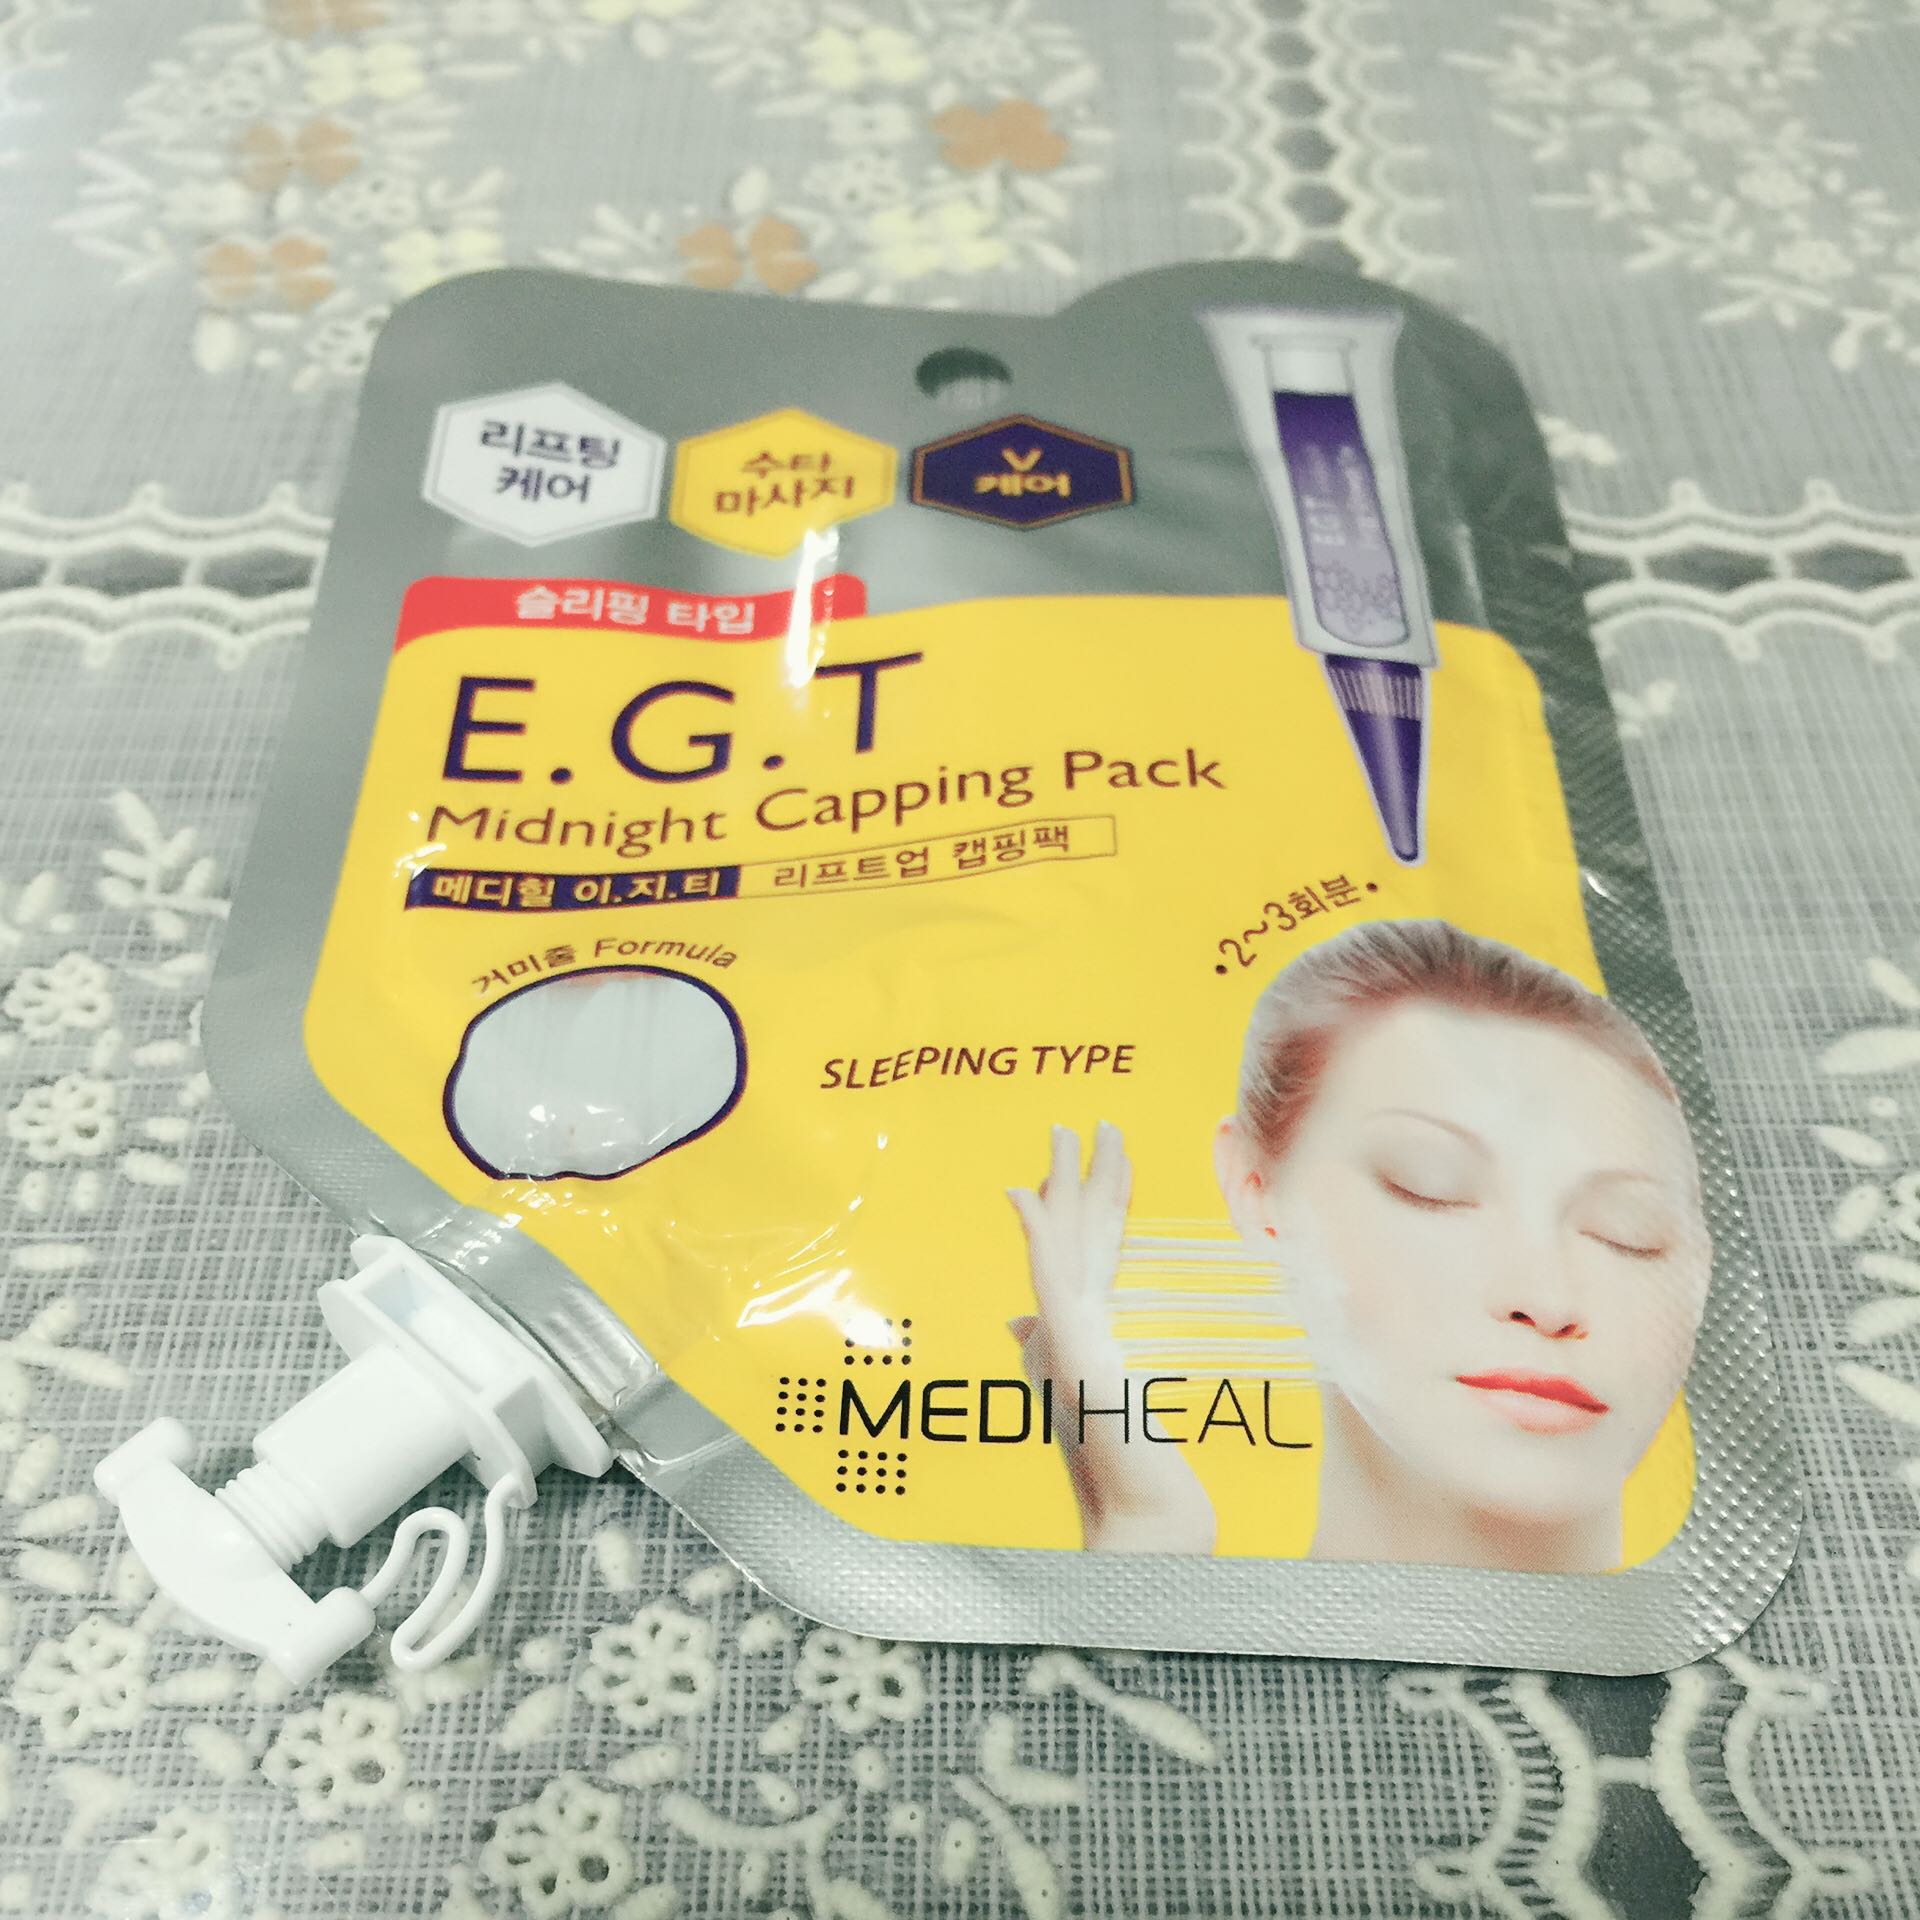 리프팅
케어
수타
마사지
V
케어
슬리핑 타입
E.G.T
Midnight Capping Pack
메디힐 이.지.티 리프트업 캡핑팩
EGT
•2~3회분•
거미줄 Formula
SLEEPING TYPE
MEDIHEAL